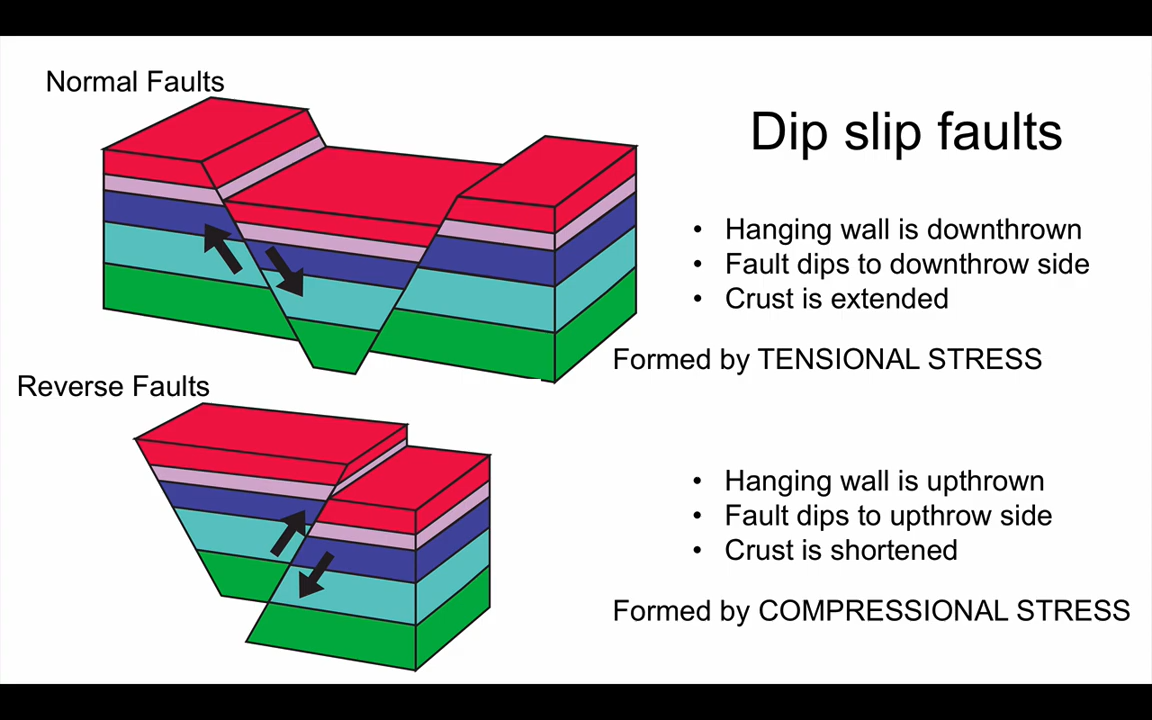 Normal Faults
Dip slip faults
• Hanging wall is downthrown
• Fault dips to downthrow side
• Crust is extended
Formed by TENSIONAL STRESS
Reverse Faults
• Hanging wall is upthrown
• Fault dips to upthrow side
• Crust is shortened
Formed by COMPRESSIONAL STRESS